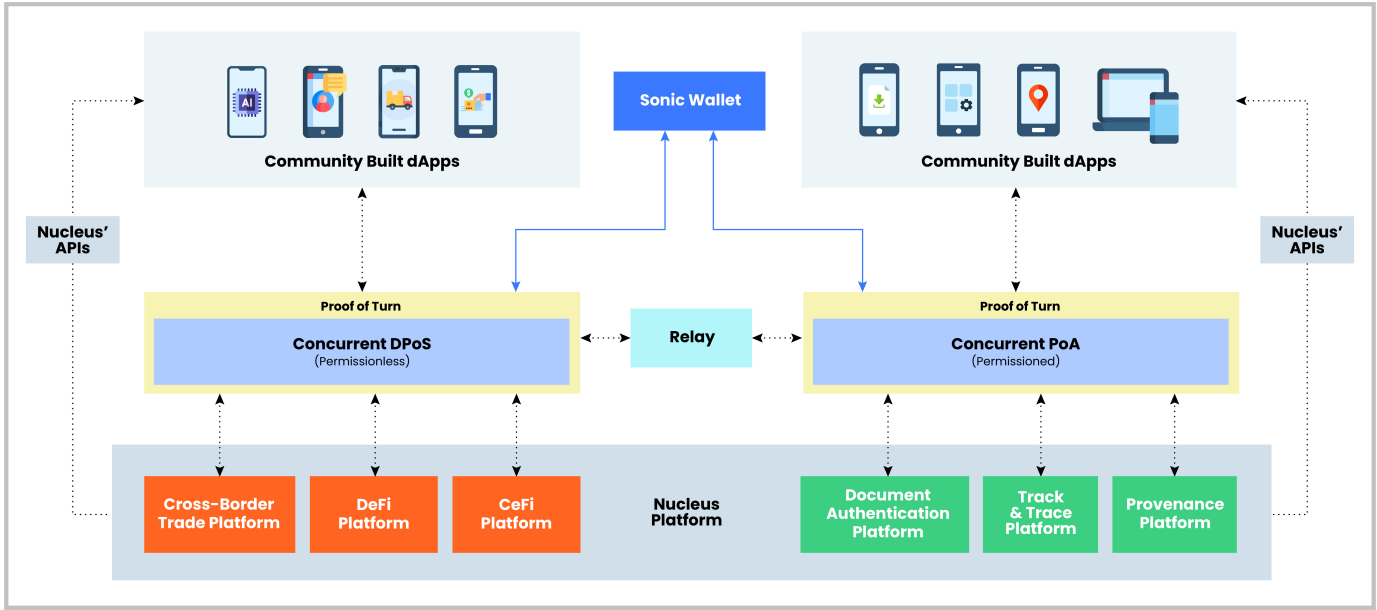 AI
Community Built dApps
Sonic Wallet
Community Built dApps
Nucleus’
APIs
Nucleus’
APIs
Proof of Turn
Concurrent DPoS
(Permissionless)
Relay
Proof of Turn
Concurrent PoA
(Permissioned)
Cross-Border
Trade Platform
DeFi
Platform
CeFi
Platform
Nucleus
Platform
Document
Authentication
Platform
Track
& Trace
Platform
Provenance
Platform